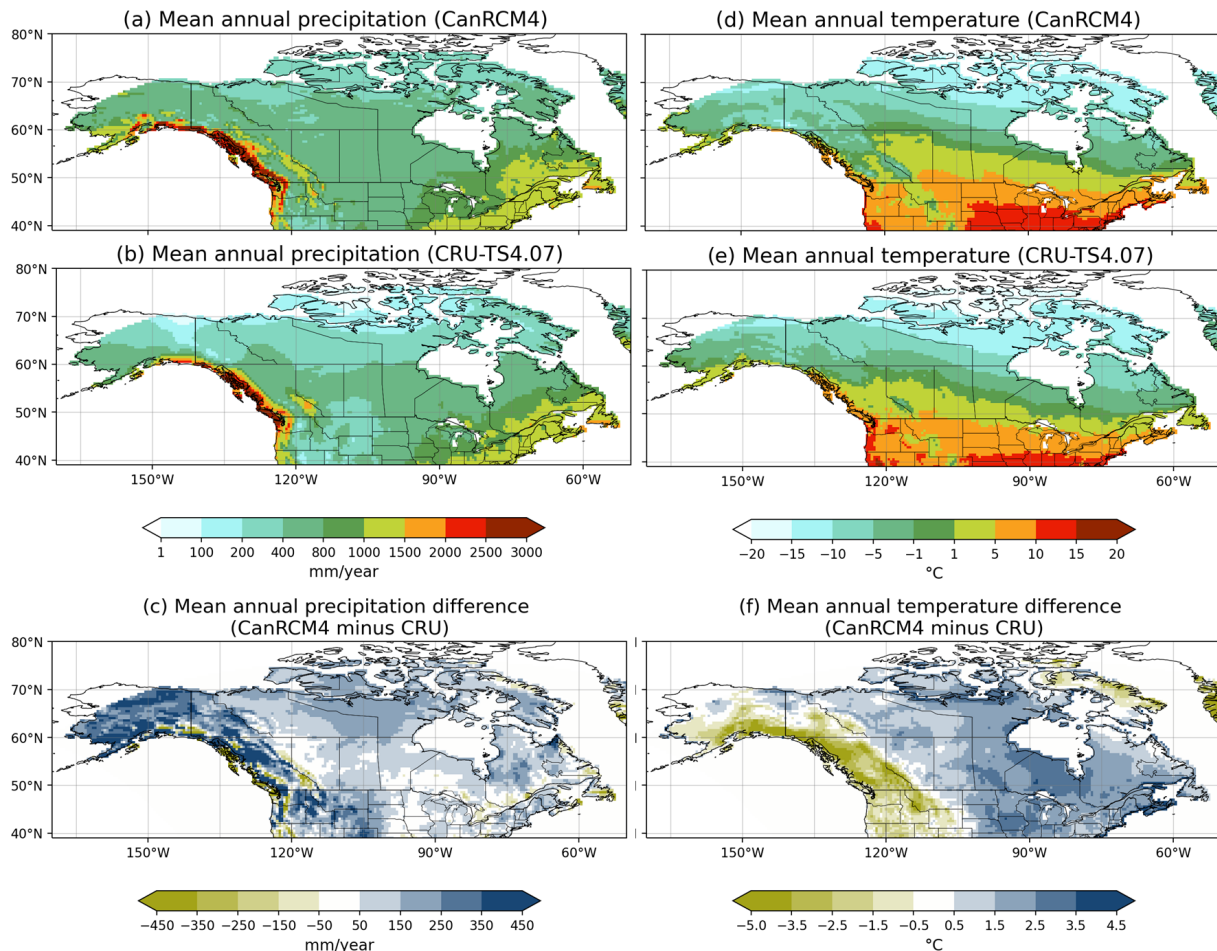 (a) Mean annual precipitation (CanRCM4)
80°N
70°N
60°N
50°N
40°N
(d) Mean annual temperature (CanRCM4)
(b) Mean annual precipitation (CRU-TS4.07)
80°N
70°N
60°N
50°N
40°N
150°W 120°W 90°W 60°W
(e) Mean annual temperature (CRU-TS4.07)
150°W 120°W 90°W 60°W
1 100 200 400 800 1000 1500 2000 2500 3000
mm/year
−20 −15 −10 −5 −1 1 5 10 15 20
°C
(c) Mean annual precipitation difference
(CanRCM4 minus CRU)
80°N
70°N
60°N
50°N
40°N
150°W 120°W 90°W 60°W
(f) Mean annual temperature difference
(CanRCM4 minus CRU)
150°W 120°W 90°W 60°W
−450 −350 −250 −150 −50 50 150 250 350 450
mm/year
−5.0 −3.5 −2.5 −1.5 −0.5 0.5 1.5 2.5 3.5 4.5
°C